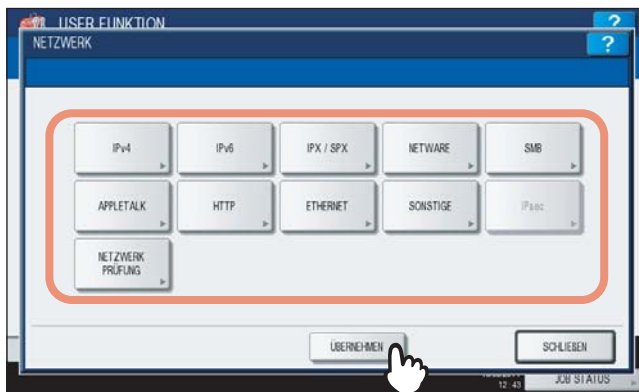 USER FUNKTION ?
NETZWERK ?
IPv4 IPv6 IPX / SPX NETWARE SMB
APPLETALK HTTP ETHERNET SONSTIGE IPsec
NETZWERK
PRÜFUNG
ÜBERNEHMEN SCHLIEßEN
12:43 JOB STATUS